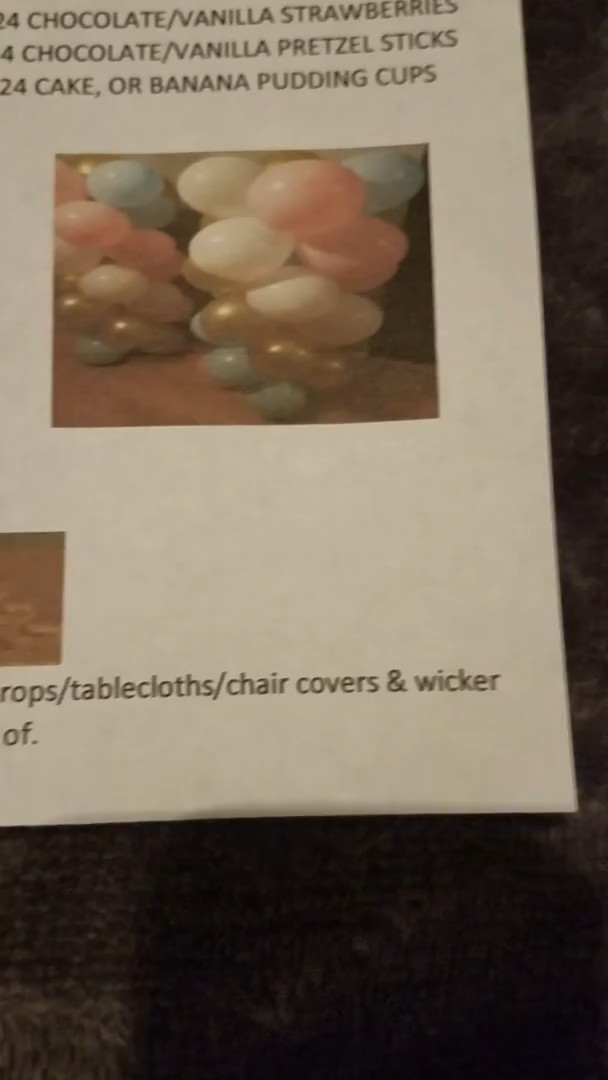 24 CHOCOLATE/VANILLA STRAWBERRIES
4 CHOCOLATE/VANILLA PRETZEL STICKS
24 CAKE, OR BANANA PUDDING CUPS
rops/tablecloths/chair covers & wicker
of.